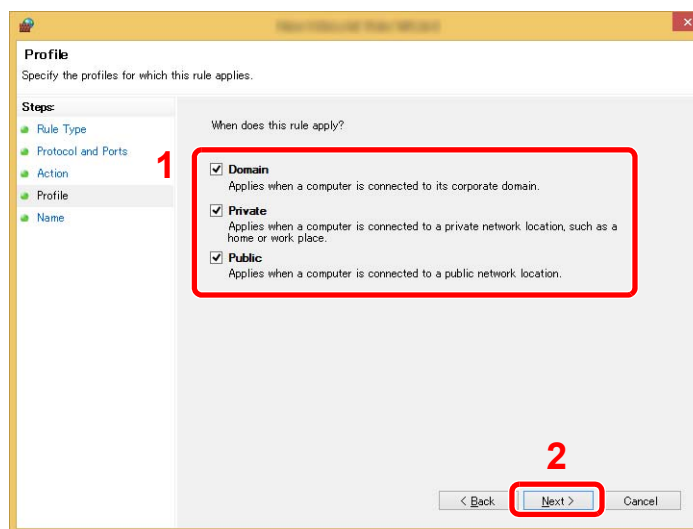 Profile
Specify the profiles for which this rule applies.
Steps:
Rule Type
Protocol and Ports
Action
Profile
Name
When does this rule apply?
1
Domain
Applies when a computer is connected to its corporate domain.
Private
Applies when a computer is connected to a private network location, such as a
home or work place.
Public
Applies when a computer is connected to a public network location.
2
< Back
Next >
Cancel